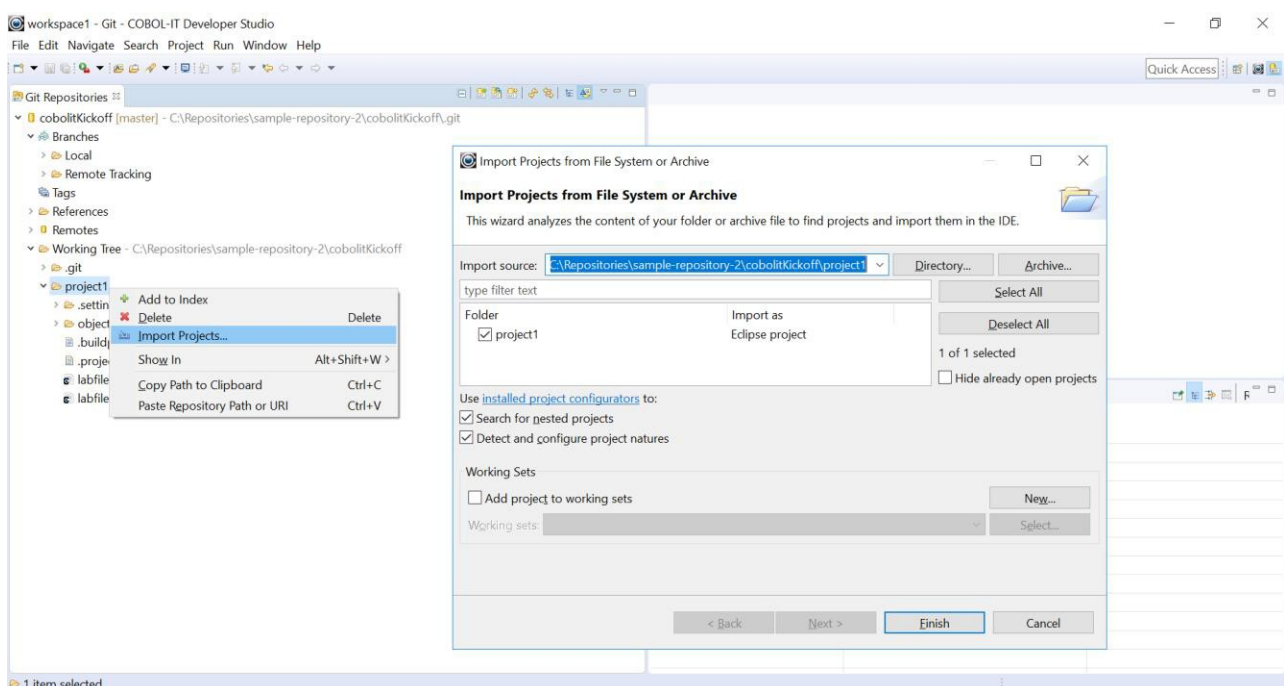 workspace1 - Git - COBOL-IT Developer Studio
File Edit Navigate Search Project Run Window Help
Quick Access
Git Repositories
cobolitKickoff [master] - C:\Repositories\sample-repository-2\cobolitKickoff\.git
Branches
Local
Remote Tracking
Tags
References
Remotes
Working Tree - C:\Repositories\sample-repository-2\cobolitKickoff
.git
project1
.settin
object
.build
.proje
labfile
labfile
Add to Index
Delete Delete
Import Projects...
Show In Alt+Shift+W >
Copy Path to Clipboard Ctrl+C
Paste Repository Path or URI Ctrl+V
Import Projects from File System or Archive
Import Projects from File System or Archive
This wizard analyzes the content of your folder or archive file to find projects and import them in the IDE.
Import source: C:\Repositories\sample-repository-2\cobolitKickoff\project1 Directory... Archive...
type filter text Select All
Folder Import as
Deselect All
project1 Eclipse project
1 of 1 selected
Hide already open projects
Use installed project configurators to:
Search for nested projects
Detect and configure project natures
Working Sets
Add project to working sets New...
Working sets: Select...
< Back Next > Finish Cancel
1 item selected